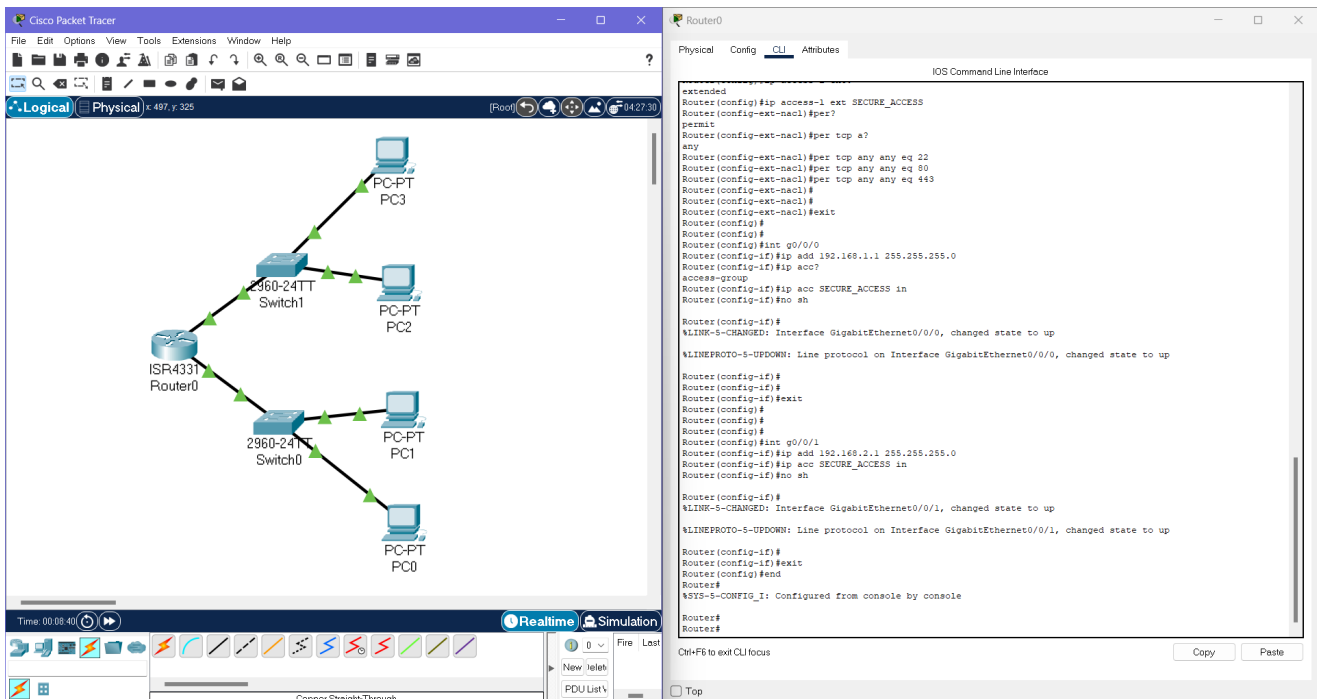 Cisco Packet Tracer
File Edit Options View Tools Extensions Window Help
?
Logical Physical x: 497, y: 325 [Root] 04:27:30
PC-PT
PC3
2960-24TT
Switch1
PC-PT
PC2
ISR4331
Router0
PC-PT
PC1
2960-24TT
Switch0
PC-PT
PC0
Time: 00:08:40 Realtime Simulation
0 Fire Last
New
PDU List
Copper Straight-Through
Router0
Physical Config CLI Attributes
IOS Command Line Interface
extended
Router(config)#ip access-l ext SECURE_ACCESS
Router(config-ext-nacl)#per?
permit
Router(config-ext-nacl)#per tcp a?
any
Router(config-ext-nacl)#per tcp any any eq 22
Router(config-ext-nacl)#per tcp any any eq 80
Router(config-ext-nacl)#per tcp any any eq 443
Router(config-ext-nacl)#
Router(config-ext-nacl)#
Router(config-ext-nacl)#exit
Router(config)#
Router(config)#
Router(config)#int g0/0/0
Router(config-if)#ip add 192.168.1.1 255.255.255.0
Router(config-if)#ip acc?
access-group
Router(config-if)#ip acc SECURE_ACCESS in
Router(config-if)#no sh
Router(config-if)#
%LINK-5-CHANGED: Interface GigabitEthernet0/0/0, changed state to up
%LINEPROTO-5-UPDOWN: Line protocol on Interface GigabitEthernet0/0/0, changed state to up
Router(config-if)#
Router(config-if)#
Router(config-if)#exit
Router(config)#
Router(config)#
Router(config)#
Router(config)#int g0/0/1
Router(config-if)#ip add 192.168.2.1 255.255.255.0
Router(config-if)#ip acc SECURE_ACCESS in
Router(config-if)#no sh
Router(config-if)#
%LINK-5-CHANGED: Interface GigabitEthernet0/0/1, changed state to up
%LINEPROTO-5-UPDOWN: Line protocol on Interface GigabitEthernet0/0/1, changed state to up
Router(config-if)#
Router(config-if)#exit
Router(config)#end
Router#
%SYS-5-CONFIG_I: Configured from console by console
Router#
Router#
Ctrl+F6 to exit CLI focus Copy Paste
Top